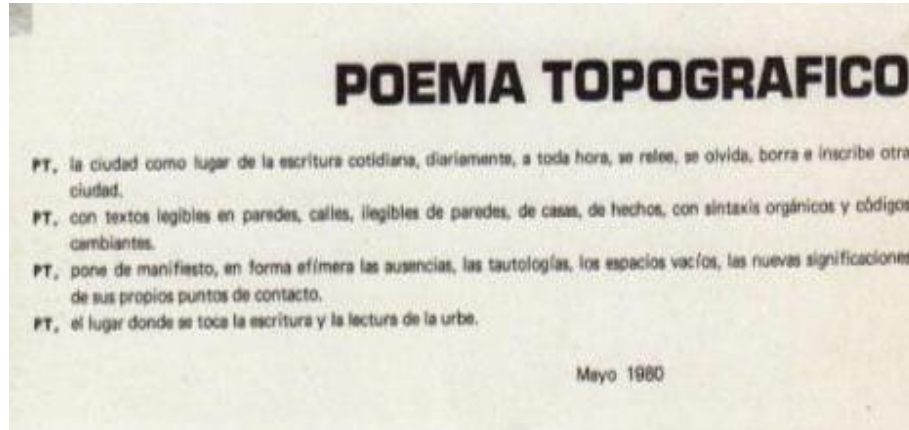 POEMA TOPOGRAFICO
PT, la ciudad como lugar de la escritura cotidiana, diariamente, a toda hora, se relee, se olvida, borra e inscribe otra
ciudad.
PT, con textos legibles en paredes, calles, ilegibles de paredes, de casas, de hechos, con sintaxis orgánicos y códigos
cambiantes.
PT, pone de manifiesto, en forma efímera las ausencias, las tautologías, los espacios vacíos, las nuevas significaciones
de sus propios puntos de contacto.
PT, el lugar donde se toca la escritura y la lectura de la urbe.
Mayo 1980